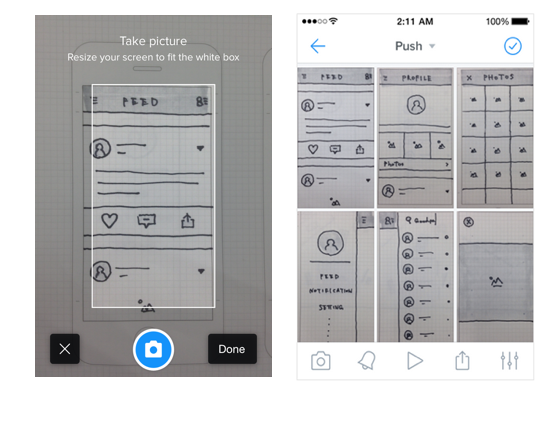 Take picture
Resize your screen to fit the white box
FEED
Done
2:11 AM
100%
Push
FEED
PROFILE
PHOTOS
PHOTOS
FEED
NOTIFICATION
SETTING